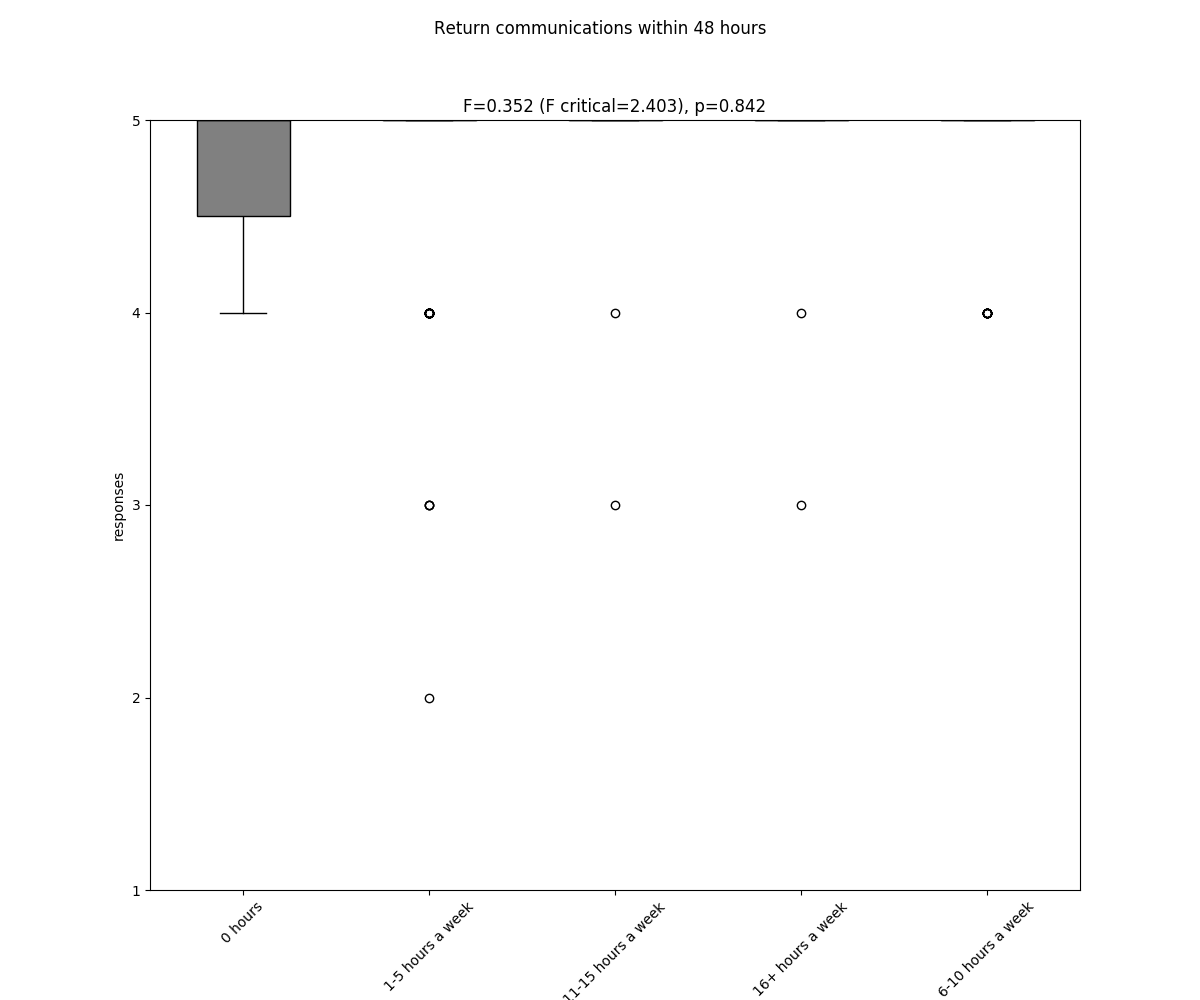 Return communications within 48 hours
F=0.352 (F critical=2.403), p=0.842
5
4
3
2
1
responses
0 hours
1-5 hours a week
11-15 hours a week
16+ hours a week
6-10 hours a week